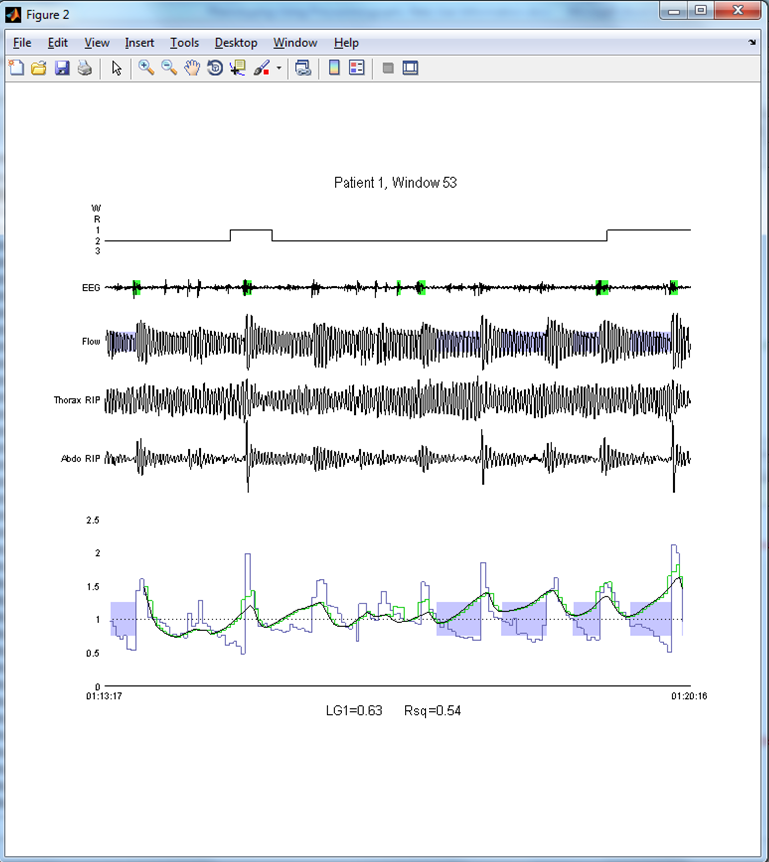 Figure 2
File Edit View Insert Tools Desktop Window Help
Patient 1, Window 53
W
R
1
2
3
EEG
Flow
Thorax RIP
Abdo RIP
2.5
2
1.5
1
0.5
0
01:13:17 01:20:16
LG1=0.63 Rsq=0.54